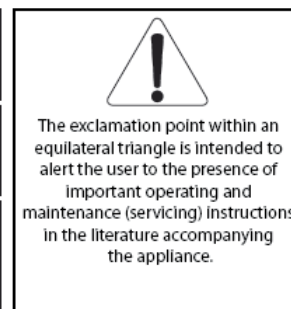 The exclamation point within an
equilateral triangle is intended to
alert the user to the presence of
important operating and
maintenance (servicing) instructions
in the literature accompanying
the appliance.